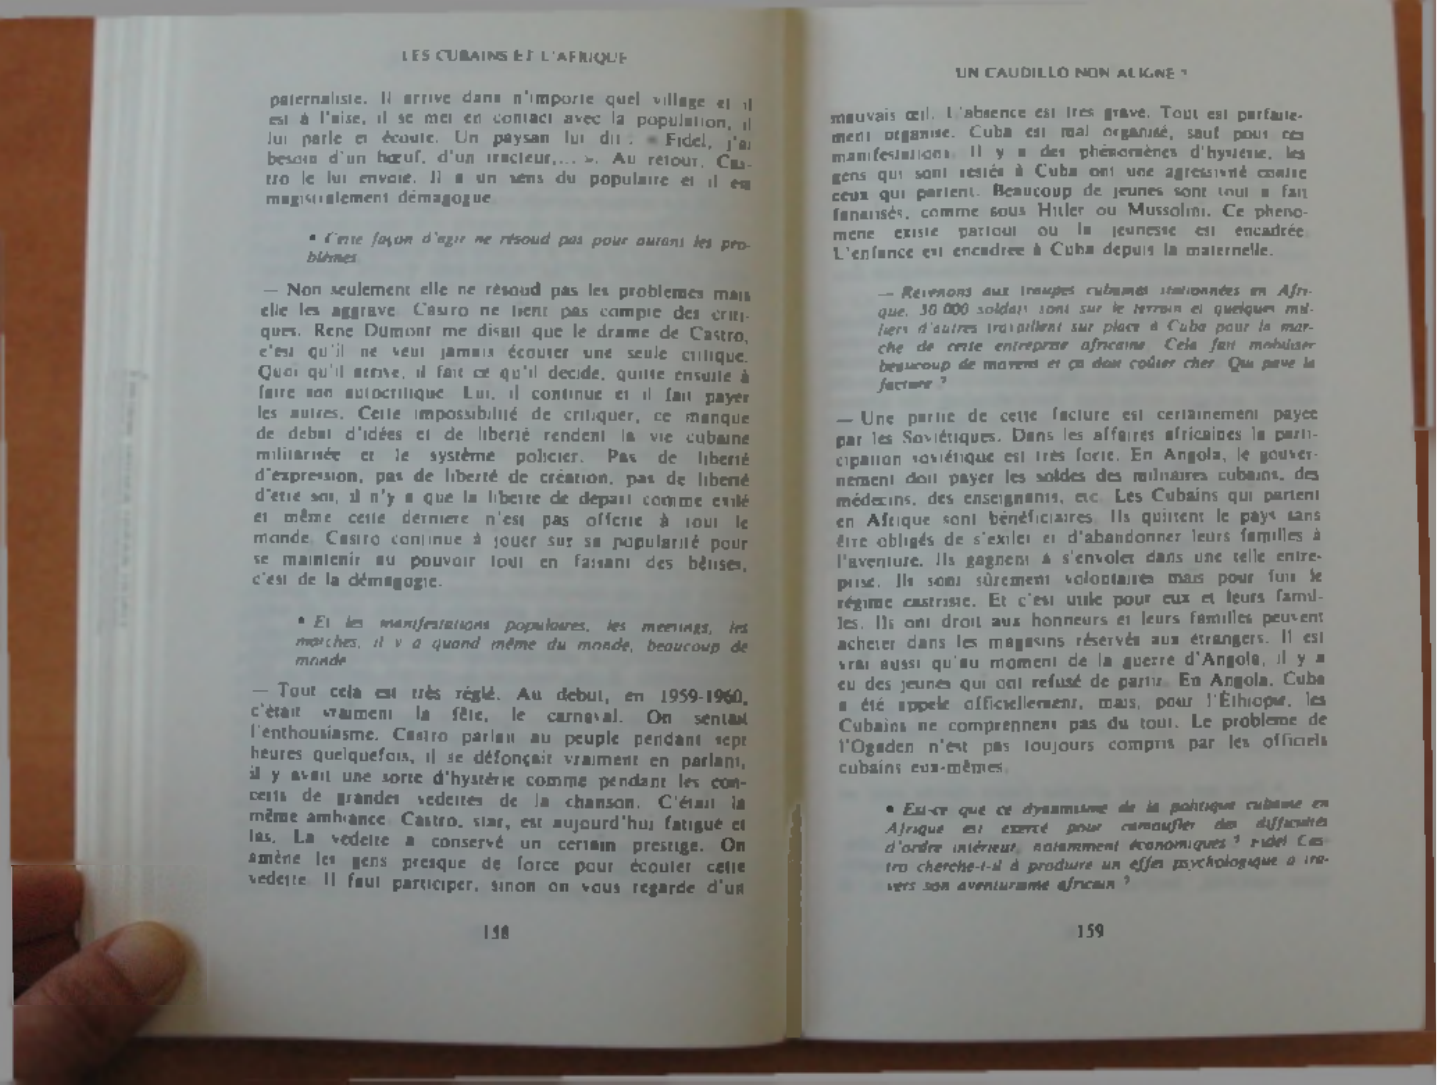 LES CUBAINS ET L'AFRIQUE
paternaliste. Il arrive dans n'importe quel village et il
est à l'aise, il se met en contact avec la population, il
lui parle et écoute. Un paysan lui dit : « Fidel, j'ai
besoin d'un bœuf, d'un tracteur,... ». Au retour, Cas-
tro le lui envoie. Il a un sens du populaire et il est
magistralement démagogue.
• Cette façon d'agir ne résoud pas pour autant les pro-
blèmes.
— Non seulement elle ne résoud pas les problèmes mais
elle les aggrave. Castro ne tient pas compte des criti-
ques. René Dumont me disait que le drame de Castro,
c'est qu'il ne veut jamais écouter une seule critique.
Quoi qu'il arrive, il fait ce qu'il décide, quitte ensuite à
faire son autocritique. Lui, il continue et il fait payer
les autres. Cette impossibilité de critiquer, ce manque
de débat d'idées et de liberté rendent la vie cubaine
militarisée et le système policier. Pas de liberté
d'expression, pas de liberté de création, pas de liberté
d'être soi, il n'y a que la liberté de départ comme exilé
et même cette dernière n'est pas offerte à tout le
monde. Castro continue à jouer sur sa popularité pour
se maintenir au pouvoir tout en faisant des bêtises,
c'est de la démagogie.
• Et les manifestations populaires, les meetings, les
marches, il y a quand même du monde, beaucoup de
monde
— Tout cela est très réglé. Au début, en 1959-1960,
c'était vraiment la fête, le carnaval. On sentait
l'enthousiasme. Castro parlait au peuple pendant sept
heures quelquefois, il se défonçait vraiment en parlant,
il y avait une sorte d'hystérie comme pendant les con-
certs de grandes vedettes de la chanson. C'était la
même ambiance. Castro, star, est aujourd'hui fatigué et
las. La vedette a conservé un certain prestige. On
amène les gens presque de force pour écouter cette
vedette. Il faut participer, sinon on vous regarde d'un
158
UN CAUDILLO NON ALIGNÉ ?
mauvais œil. L'absence est très grave. Tout est parfaite-
ment organisé. Cuba est mal organisé, sauf pour ces
manifestations. Il y a des phénomènes d'hystérie, les
gens qui sont restés à Cuba ont une agressivité contre
ceux qui partent. Beaucoup de jeunes sont tout à fait
fanatisés, comme sous Hitler ou Mussolini. Ce phéno-
mène existe partout où la jeunesse est encadrée.
L'enfance est encadrée à Cuba depuis la maternelle.
— Revenons aux troupes cubaines stationnées en Afri-
que. 50 000 soldats sont sur le terrain et quelques mil-
liers d'autres travaillent sur place à Cuba pour la mar-
che de cette entreprise africaine. Cela fait mobiliser
beaucoup de moyens et ça doit coûter cher. Qui paye la
facture ?
— Une partie de cette facture est certainement payée
par les Soviétiques. Dans les affaires africaines la parti-
cipation soviétique est très forte. En Angola, le gouver-
nement doit payer les soldes des militaires cubains, des
médecins, des enseignants, etc. Les Cubains qui partent
en Afrique sont bénéficiaires. Ils quittent le pays sans
être obligés de s'exiler et d'abandonner leurs familles à
l'aventure. Ils gagnent à s'envoler dans une telle entre-
prise. Ils sont sûrement volontaires mais pour fuir le
régime castriste. Et c'est utile pour eux et leurs famil-
les. Ils ont droit aux honneurs et leurs familles peuvent
acheter dans les magasins réservés aux étrangers. Il est
vrai aussi qu'au moment de la guerre d'Angola, il y a
eu des jeunes qui ont refusé de partir. En Angola, Cuba
a été appelé officiellement, mais, pour l'Éthiopie, les
Cubains ne comprennent pas du tout. Le problème de
l'Ogaden n'est pas toujours compris par les officiels
cubains eux-mêmes.
• Est-ce que ce dynamisme de la politique cubaine en
Afrique est exercé pour camoufler des difficultés
d'ordre intérieur, notamment économiques ? Fidel Cas-
tro cherche-t-il à produire un effet psychologique à tra-
vers son aventurisme africain ?
159